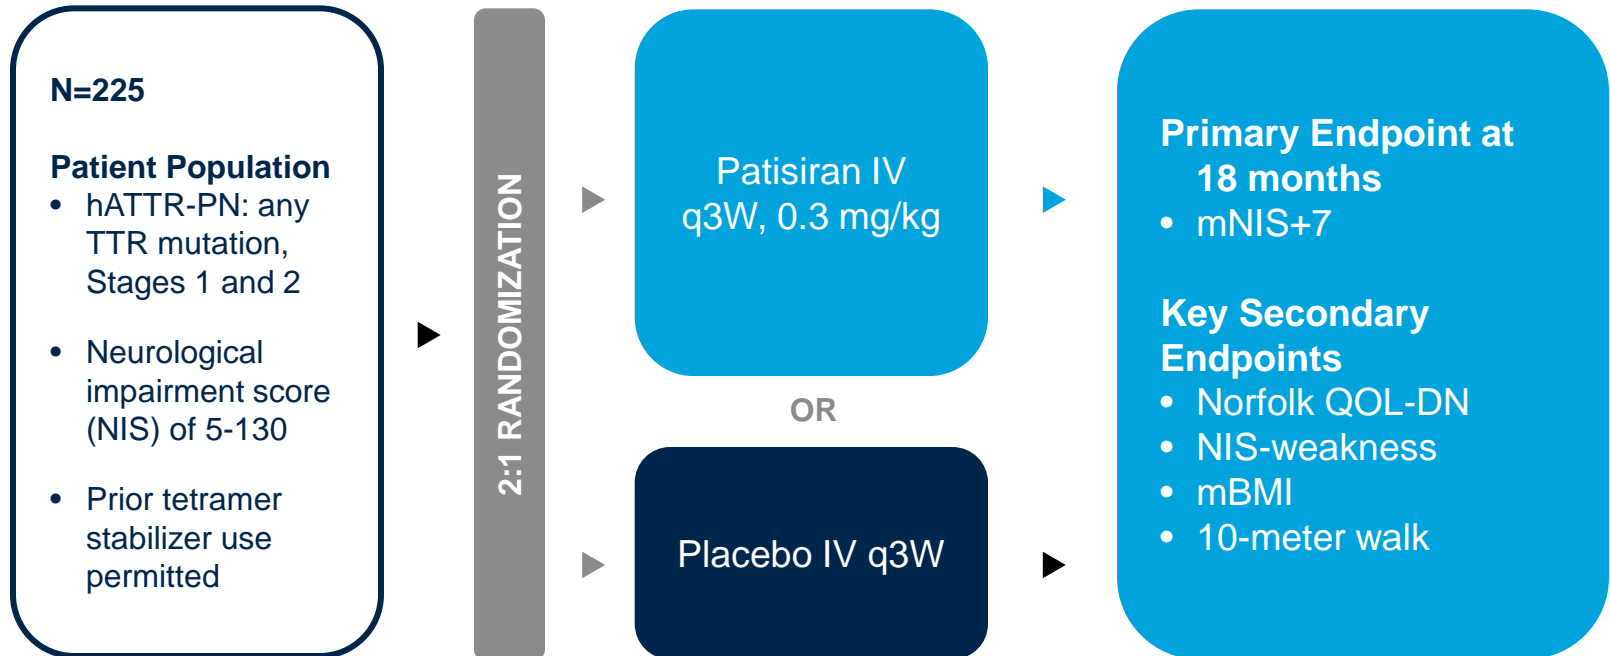 N=225
Patient Population
• hATTR-PN: any
TTR mutation,
Stages 1 and 2
• Neurological
impairment score
(NIS) of 5-130
• Prior tetramer
stabilizer use
permitted
2:1 RANDOMIZATION
Patisiran IV
q3W, 0.3 mg/kg
OR
Placebo IV q3W
Primary Endpoint at
18 months
• mNIS+7
Key Secondary
Endpoints
• Norfolk QOL-DN
• NIS-weakness
• mBMI
• 10-meter walk